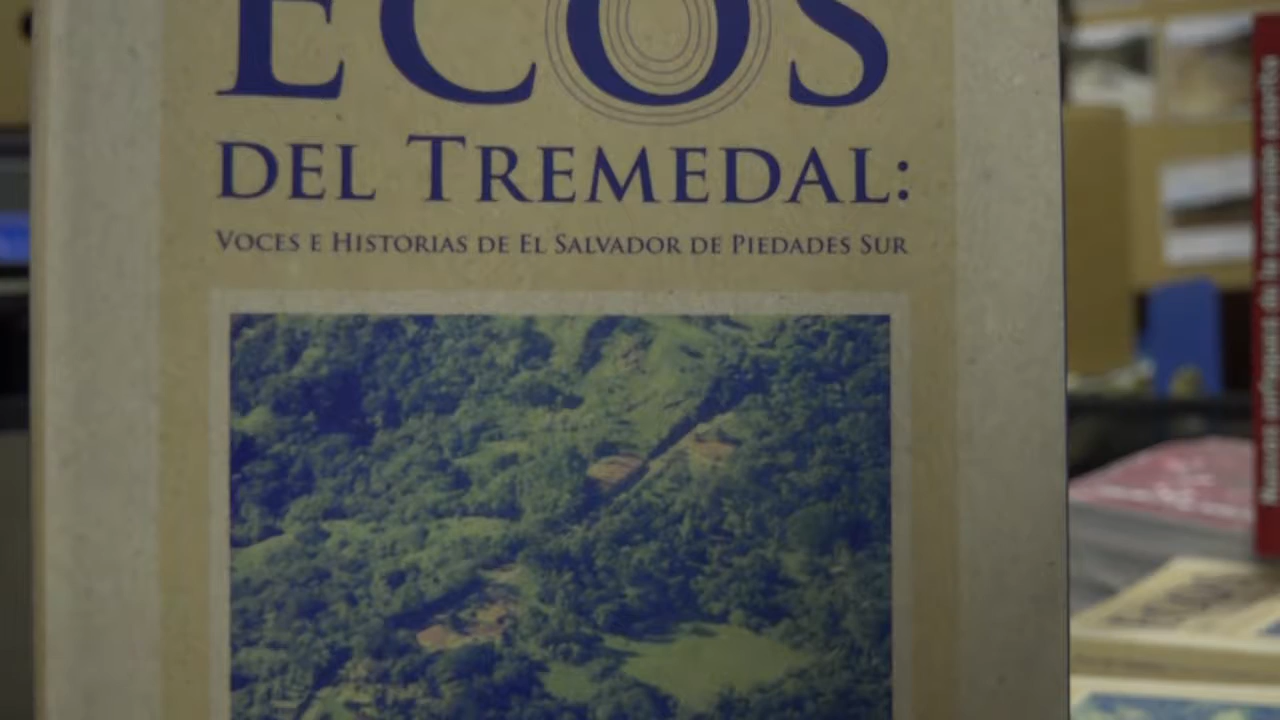 ECOS
DEL TREMEDAL:
VOCES E HISTORIAS DE EL SALVADOR DE PIEDADES SUR